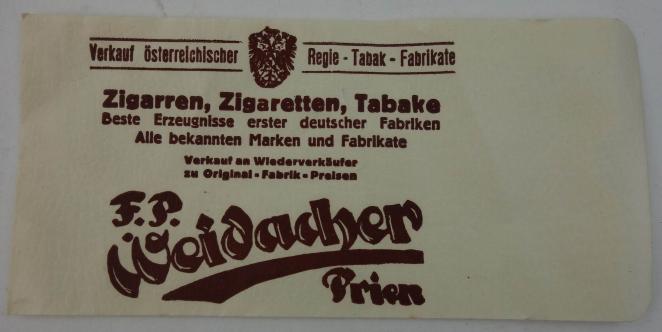 Verkauf österreichischer Regie - Tabak - Fabrikate
Zigarren, Zigaretten, Tabake
Beste Erzeugnisse erster deutscher Fabriken
Alle bekannten Marken und Fabrikate
Verkauf an Wiederverkäufer
zu Original - Fabrik - Preisen
F. P.
Weidacher
Prien